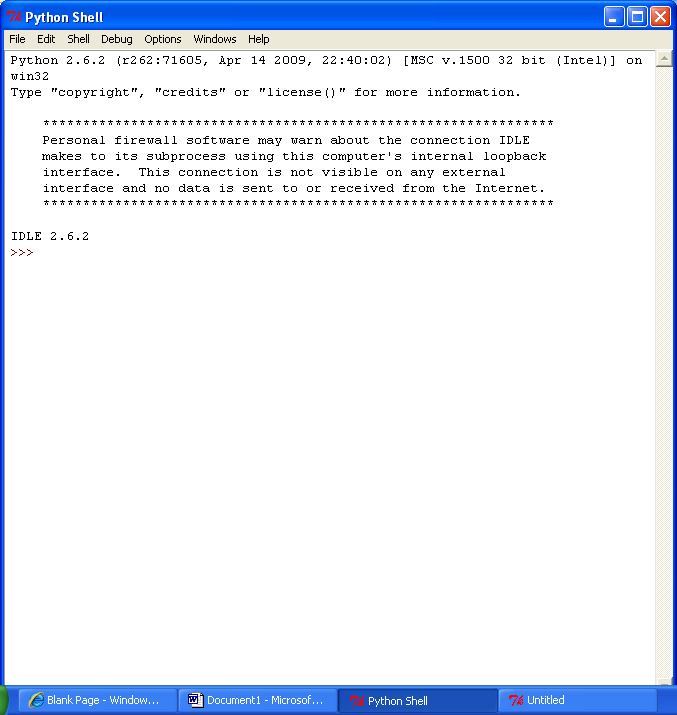 Python Shell
File Edit Shell Debug Options Windows Help
Python 2.6.2 (r262:71605, Apr 14 2009, 22:40:02) [MSC v.1500 32 bit (Intel)] on
win32
Type "copyright", "credits" or "license()" for more information.
****************************************************************
Personal firewall software may warn about the connection IDLE
makes to its subprocess using this computer's internal loopback
interface.  This connection is not visible on any external
interface and no data is sent to or received from the Internet.
****************************************************************
IDLE 2.6.2
>>>
Blank Page - Window... Document1 - Microsof... Python Shell Untitled